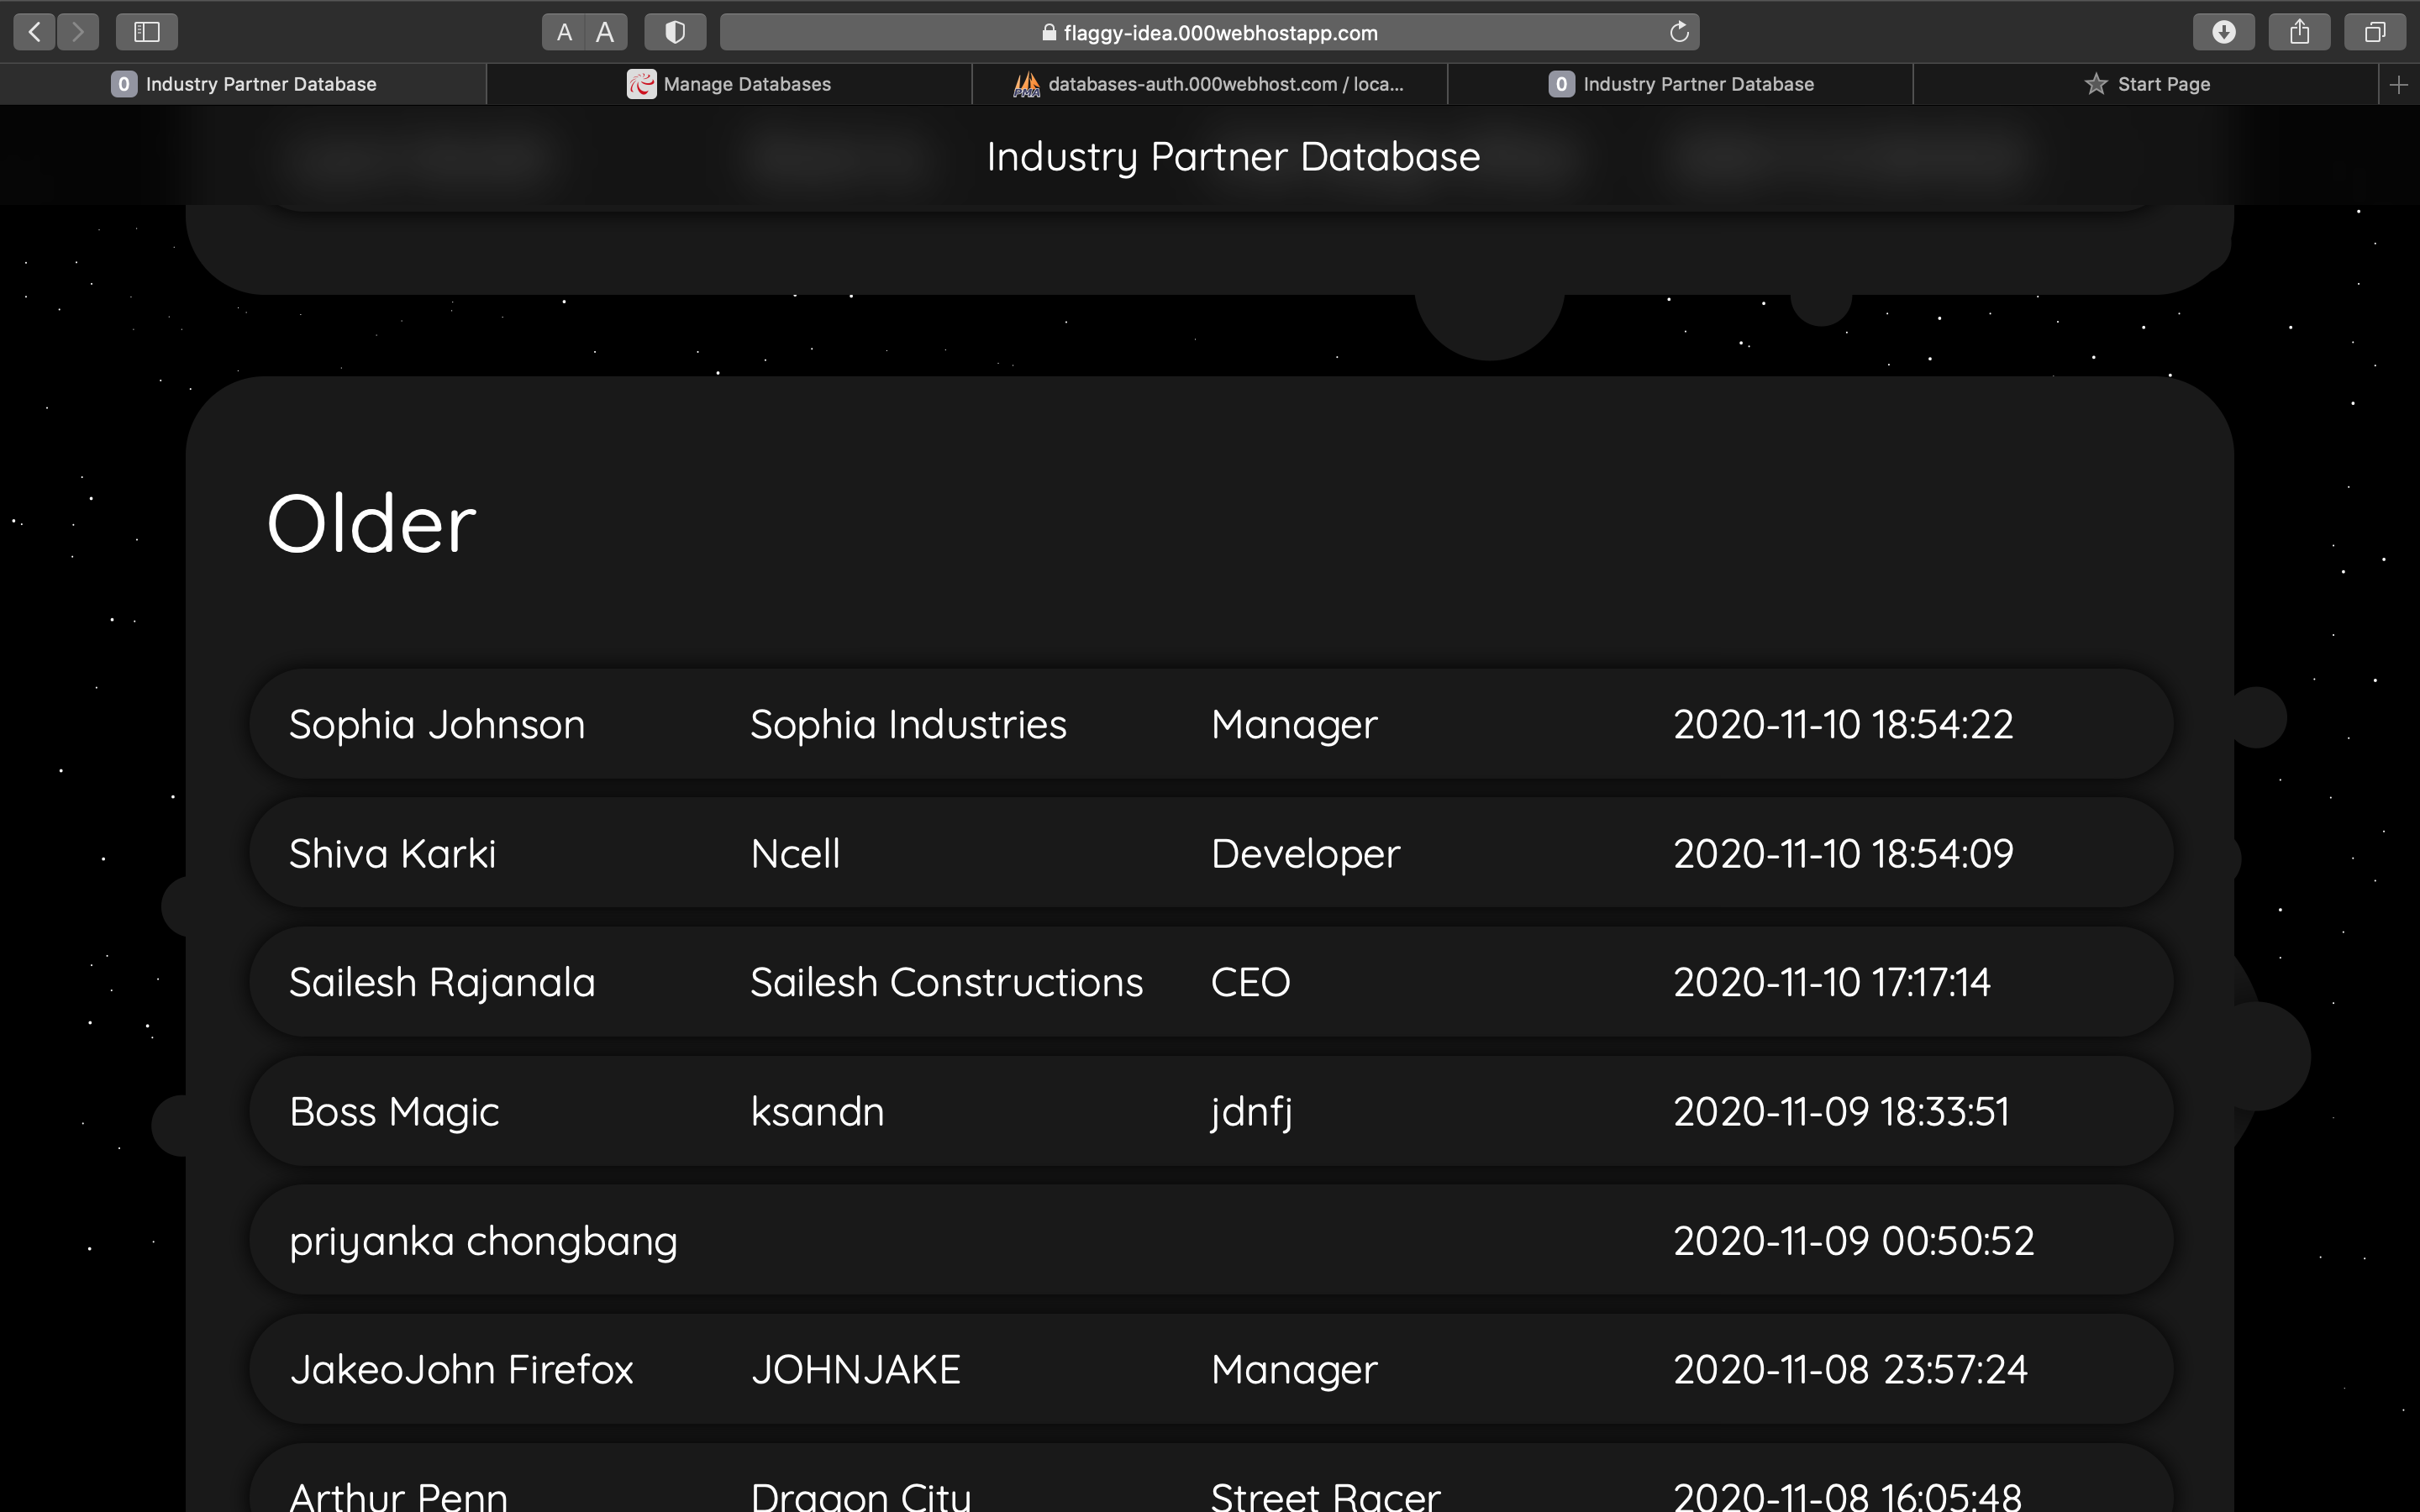 A A flaggy-idea.000webhostapp.com
0 Industry Partner Database Manage Databases PMA databases-auth.000webhost.com / loca... 0 Industry Partner Database Start Page
Industry Partner Database
Older
Sophia Johnson Sophia Industries Manager 2020-11-10 18:54:22
Shiva Karki Ncell Developer 2020-11-10 18:54:09
Sailesh Rajanala Sailesh Constructions CEO 2020-11-10 17:17:14
Boss Magic ksandn jdnfj 2020-11-09 18:33:51
priyanka chongbang 2020-11-09 00:50:52
JakeoJohn Firefox JOHNJAKE Manager 2020-11-08 23:57:24
Arthur Penn Dragon City Street Racer 2020-11-08 16:05:48